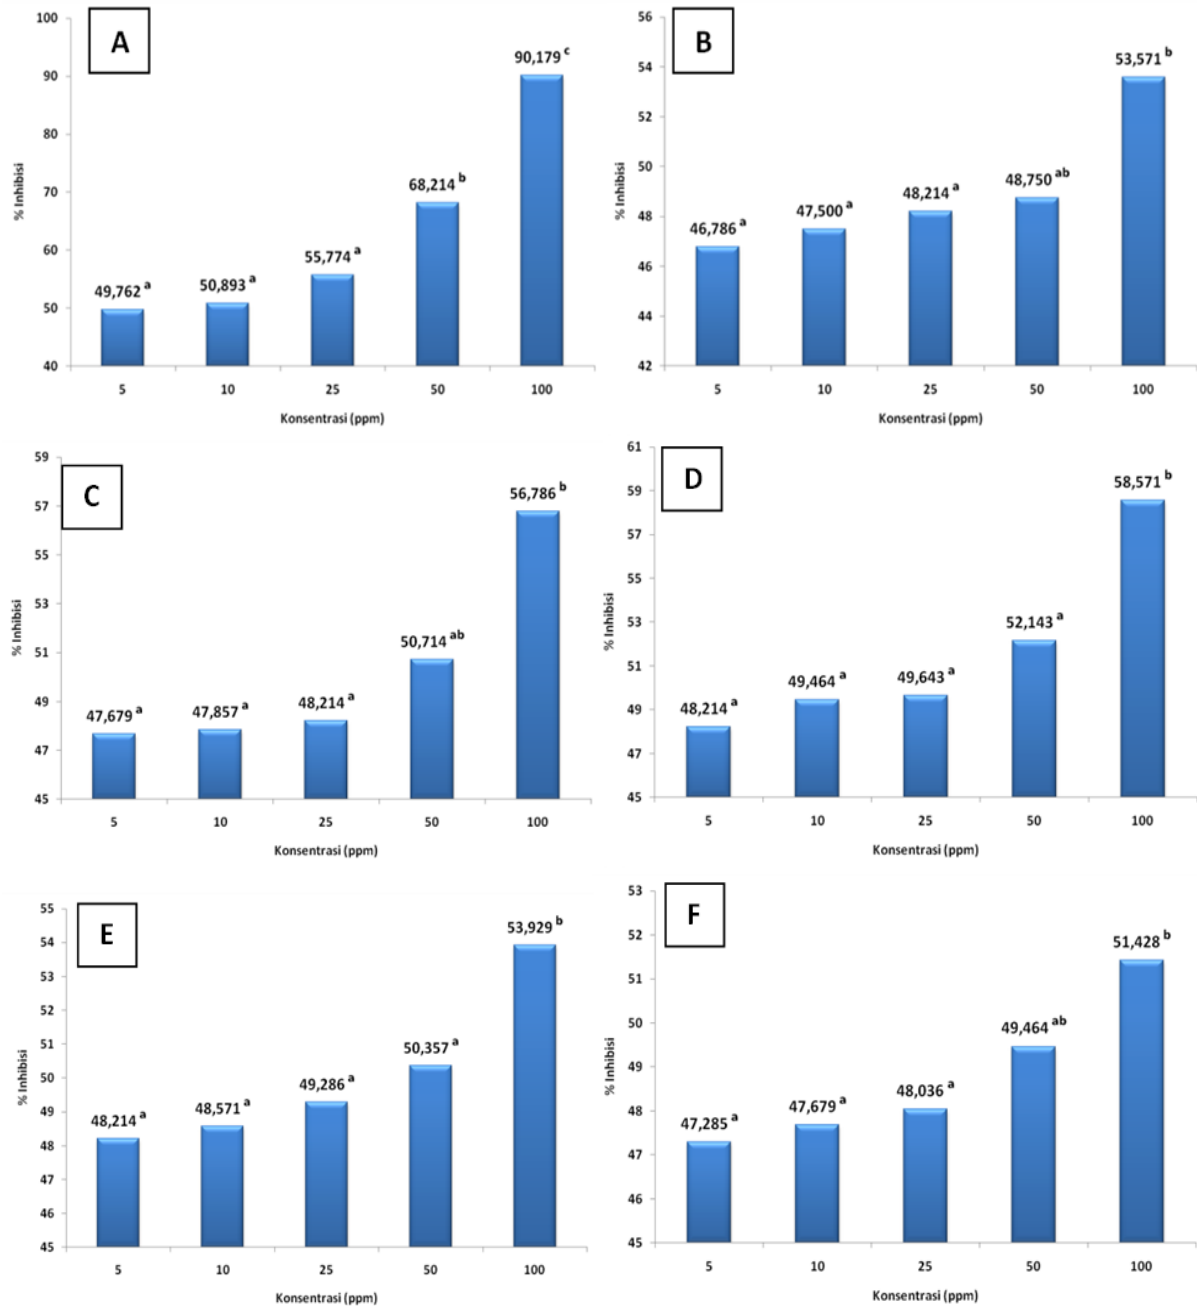 A
100
90
80
70
60
50
40
% Inhibisi
49,762 a
50,893 a
55,774 a
68,214 b
90,179 c
5 10 25 50 100
Konsentrasi (ppm)
B
56
54
52
50
48
46
44
42
% Inhibisi
46,786 a
47,500 a
48,214 a
48,750 ab
53,571 b
5 10 25 50 100
Konsentrasi (ppm)
C
59
57
55
53
51
49
47
45
% Inhibisi
47,679 a
47,857 a
48,214 a
50,714 ab
56,786 b
5 10 25 50 100
Konsentrasi (ppm)
D
61
59
57
55
53
51
49
47
45
% Inhibisi
48,214 a
49,464 a
49,643 a
52,143 a
58,571 b
5 10 25 50 100
Konsentrasi (ppm)
E
55
54
53
52
51
50
49
48
47
46
45
% Inhibisi
48,214 a
48,571 a
49,286 a
50,357 a
53,929 b
5 10 25 50 100
Konsentrasi (ppm)
F
53
52
51
50
49
48
47
46
45
% Inhibisi
47,285 a
47,679 a
48,036 a
49,464 ab
51,428 b
5 10 25 50 100
Konsentrasi (ppm)